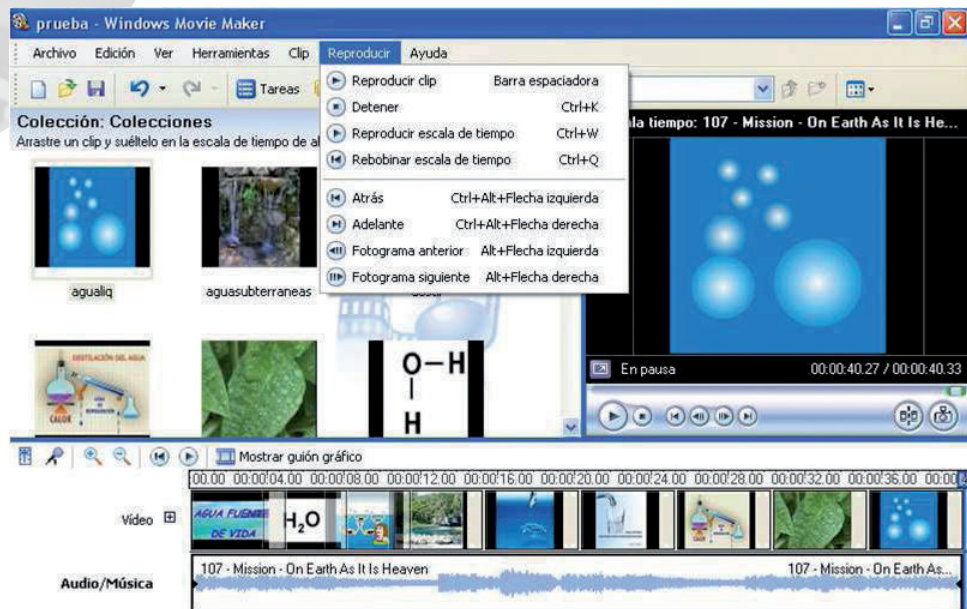 prueba - Windows Movie Maker
Archivo Edición Ver Herramientas Clip Reproducir Ayuda
Tareas
Reproducir clip Barra espaciadora
Detener Ctrl+K
Reproducir escala de tiempo Ctrl+W
Rebobinar escala de tiempo Ctrl+Q
Atrás Ctrl+Alt+Flecha izquierda
Adelante Ctrl+Alt+Flecha derecha
Fotograma anterior Alt+Flecha izquierda
Fotograma siguiente Alt+Flecha derecha
Colección: Colecciones
Arrastre un clip y suéltelo en la escala de tiempo de
la tiempo: 107 - Mission - On Earth As It Is He...
agualiq aguasubterraneas
DESTILACIÓN DEL AGUA
CALOR
O-H
H
En pausa 00:00:40.27 / 00:00:40.33
Mostrar guión gráfico
00.00 00:00:04.00 00:00:08.00 00:00:12.00 00:00:16.00 00:00:20.00 00:00:24.00 00:00:28.00 00:00:32.00 00:00:36.00 00:00
Vídeo
AGUA FUENTE
DE VIDA
H2O
Audio/Música
107 - Mission - On Earth As It Is Heaven 107 - Mission - On Earth As...